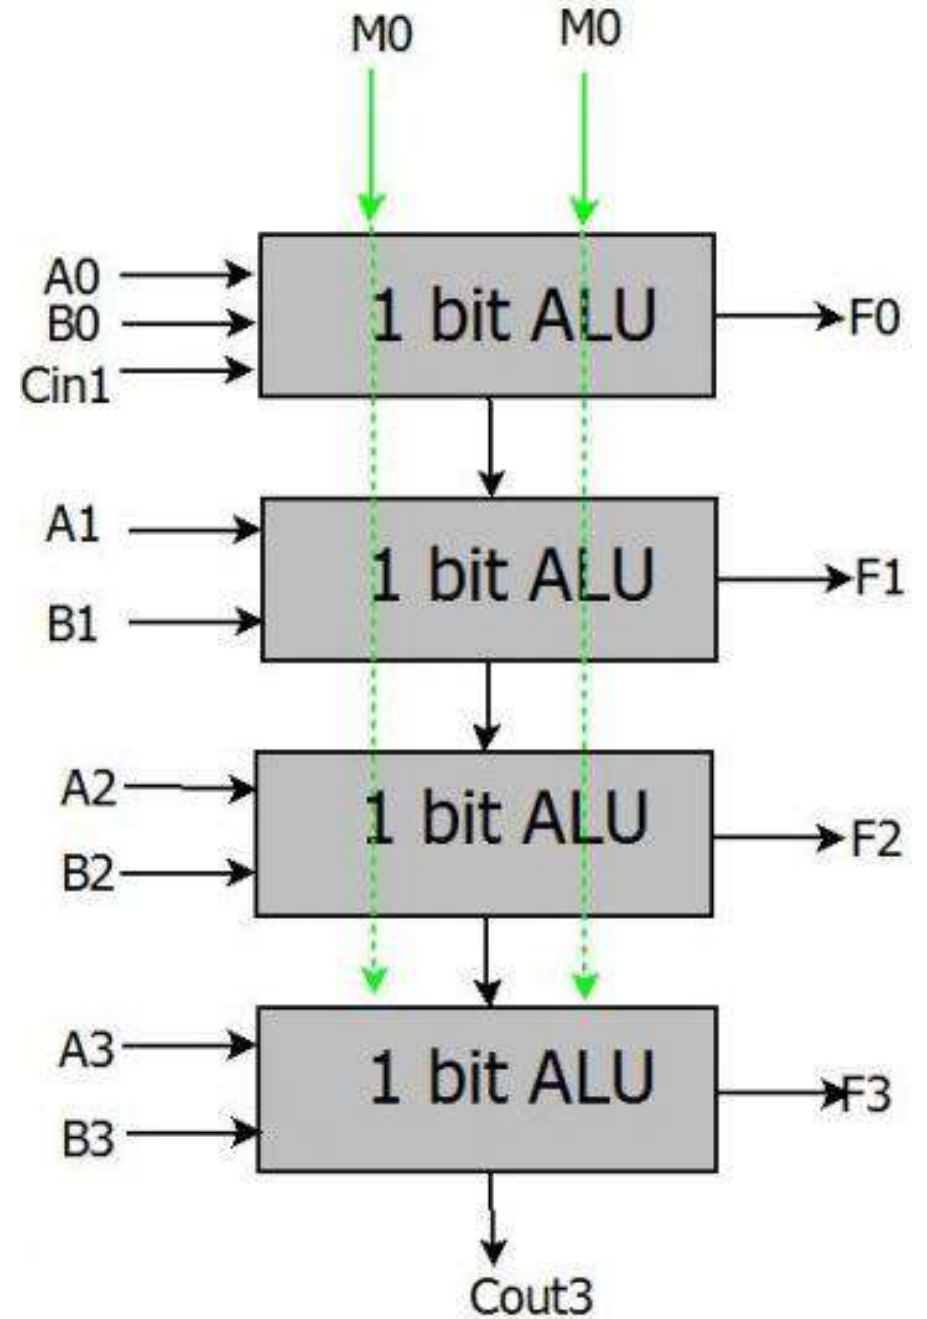 M0 M0
A0
B0
Cin1
1 bit ALU
F0
A1
B1
1 bit ALU
F1
A2
B2
1 bit ALU
F2
A3
B3
1 bit ALU
F3
Cout3